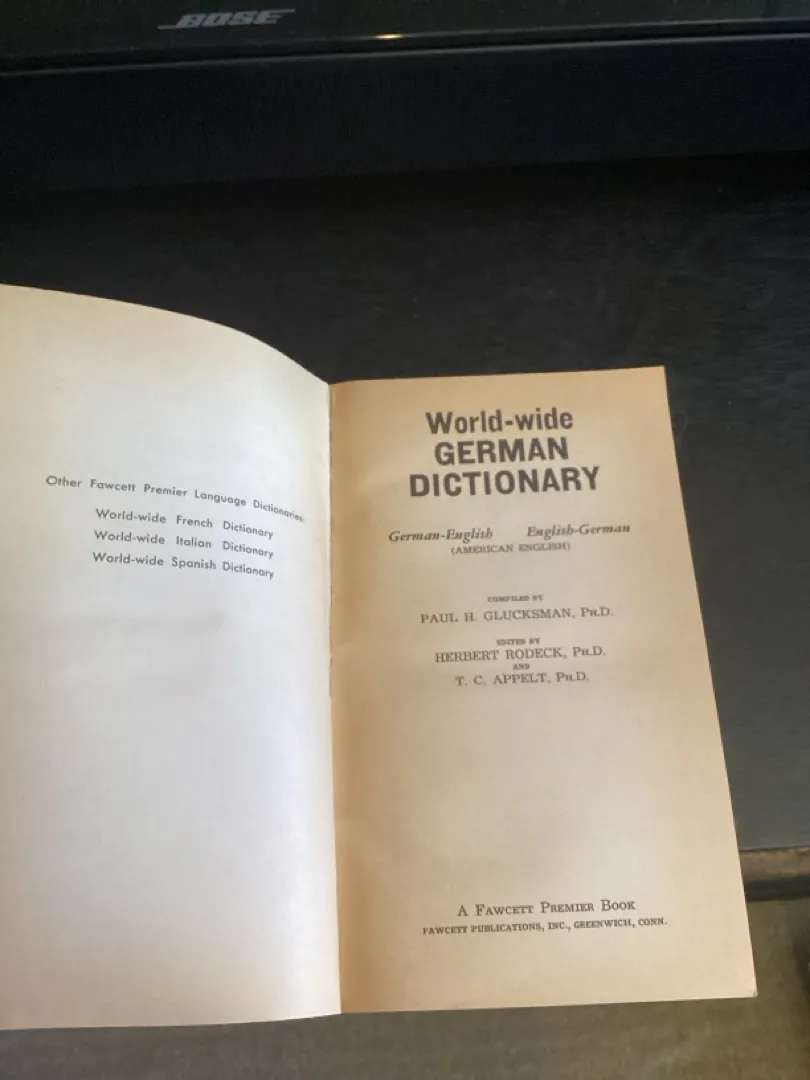 BOSE
Other Fawcett Premier Language Dictionaries:
World-wide French Dictionary
World-wide Italian Dictionary
World-wide Spanish Dictionary
World-wide
GERMAN
DICTIONARY
German-English English-German
(AMERICAN ENGLISH)
COMPILED BY
PAUL H. GLUCKSMAN, PH.D.
EDITED BY
HERBERT RODECK, PH.D.
AND
T. C. APPELT, PH.D.
A FAWCETT PREMIER BOOK
FAWCETT PUBLICATIONS, INC., GREENWICH, CONN.